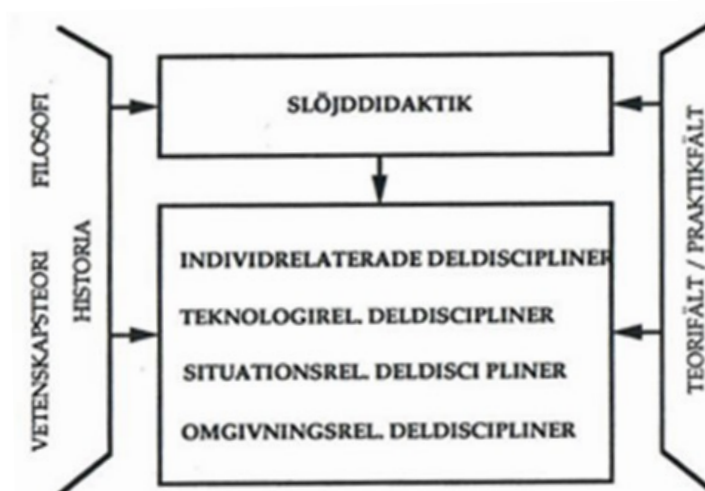 VETENSKAPSTEORI FILOSOFI
HISTORIA
SLÖJDDIDAKTIK
INDIVIDRELATERADE DELDISCIPLINER
TEKNOLOGIREL. DELDISCIPLINER
SITUATIONSREL. DELDISCI PLINER
OMGIVNINGSREL. DELDISCIPLINER
TEORIFÄLT / PRAKTIKFÄLT